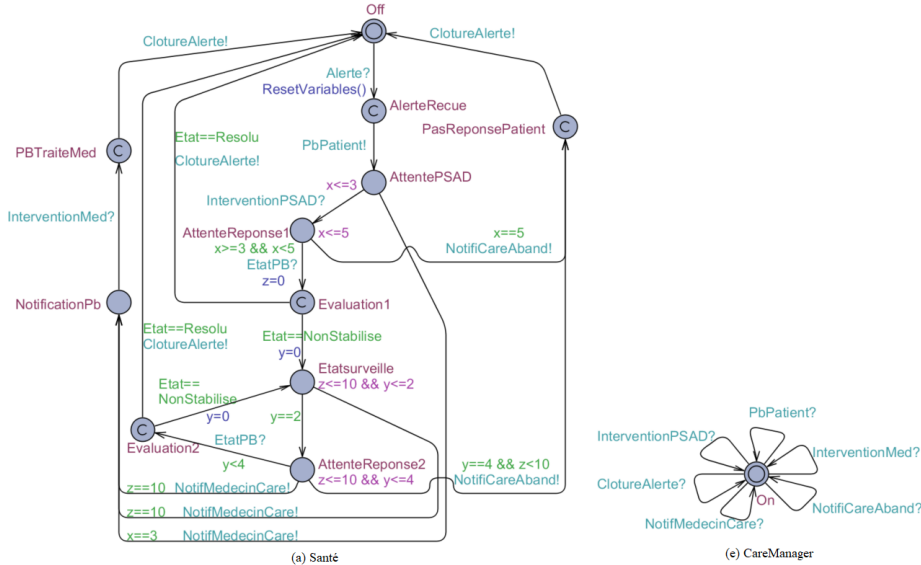 Off
ClotureAlerte!
ClotureAlerte!
Alerte?
ResetVariables()
C
AlerteRecue
PasReponsePatient
C
Etat==Resolu
ClotureAlerte!
PbPatient!
C
PBTraiteMed
AttentePSAD
x<=3
InterventionPSAD?
InterventionMed?
AttenteReponse1
x<=5
x==5
NotifiCareAband!
x>=3 && x<5
EtatPB?
z=0
NotificationPb
C
Evaluation1
Etat==Resolu
ClotureAlerte!
Etat==NonStabilise
y=0
Etatsurveille
z<=10 && y<=2
Etat==
NonStabilise
y=0
y==2
C
Evaluation2
EtatPB?
y<4
AttenteReponse2
z<=10 && y<=4
y==4 && z<10
NotifiCareAband!
z==10 NotifMedecinCare!
z==10 NotifMedecinCare!
x==3 NotifMedecinCare!
(a) Santé
PbPatient?
InterventionPSAD?
InterventionMed?
ClotureAlerte?
On
NotifiCareAband?
NotifMedecinCare?
(e) CareManager